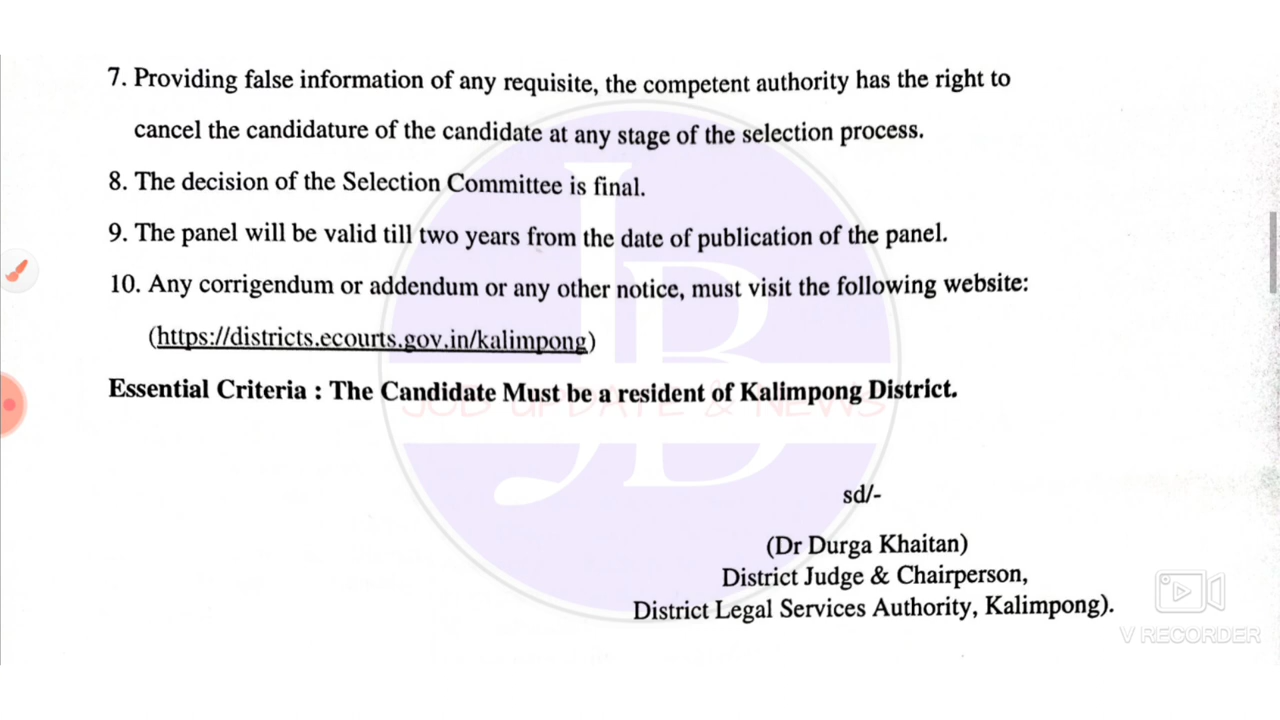 7. Providing false information of any requisite, the competent authority has the right to
cancel the candidature of the candidate at any stage of the selection process.
8. The decision of the Selection Committee is final.
9. The panel will be valid till two years from the date of publication of the panel.
10. Any corrigendum or addendum or any other notice, must visit the following website:
(https://districts.ecourts.gov.in/kalimpong)
Essential Criteria : The Candidate Must be a resident of Kalimpong District.
JOB UPDATE & NEWS
JB
sd/-
(Dr Durga Khaitan)
District Judge & Chairperson,
District Legal Services Authority, Kalimpong).
V RECORDER